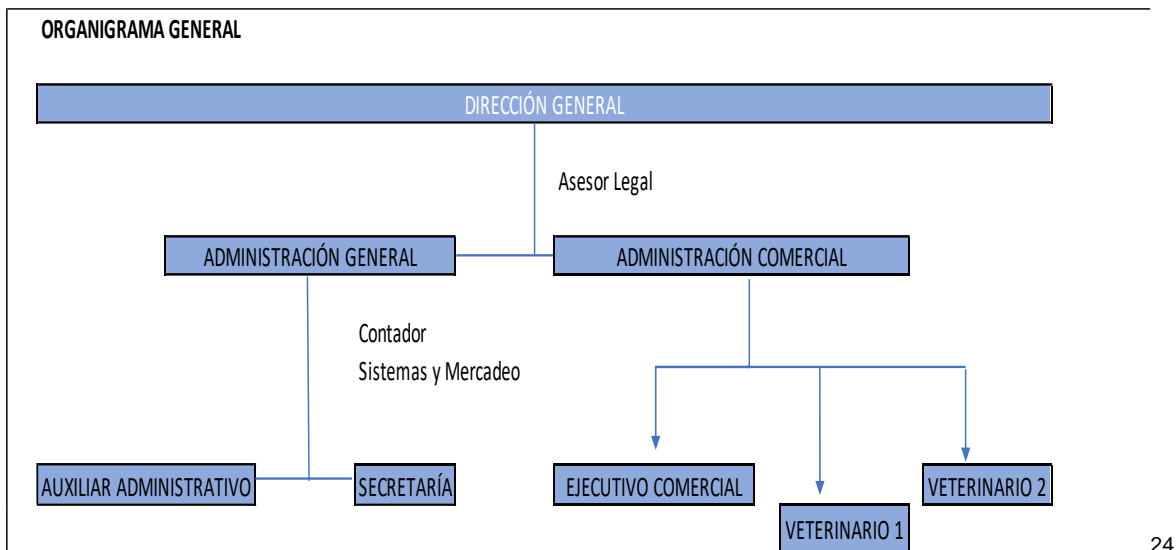 ORGANIGRAMA GENERAL
DIRECCIÓN GENERAL
Asesor Legal
ADMINISTRACIÓN GENERAL
ADMINISTRACIÓN COMERCIAL
Contador
Sistemas y Mercadeo
AUXILIAR ADMINISTRATIVO
SECRETARÍA
EJECUTIVO COMERCIAL
VETERINARIO 2
VETERINARIO 1
24